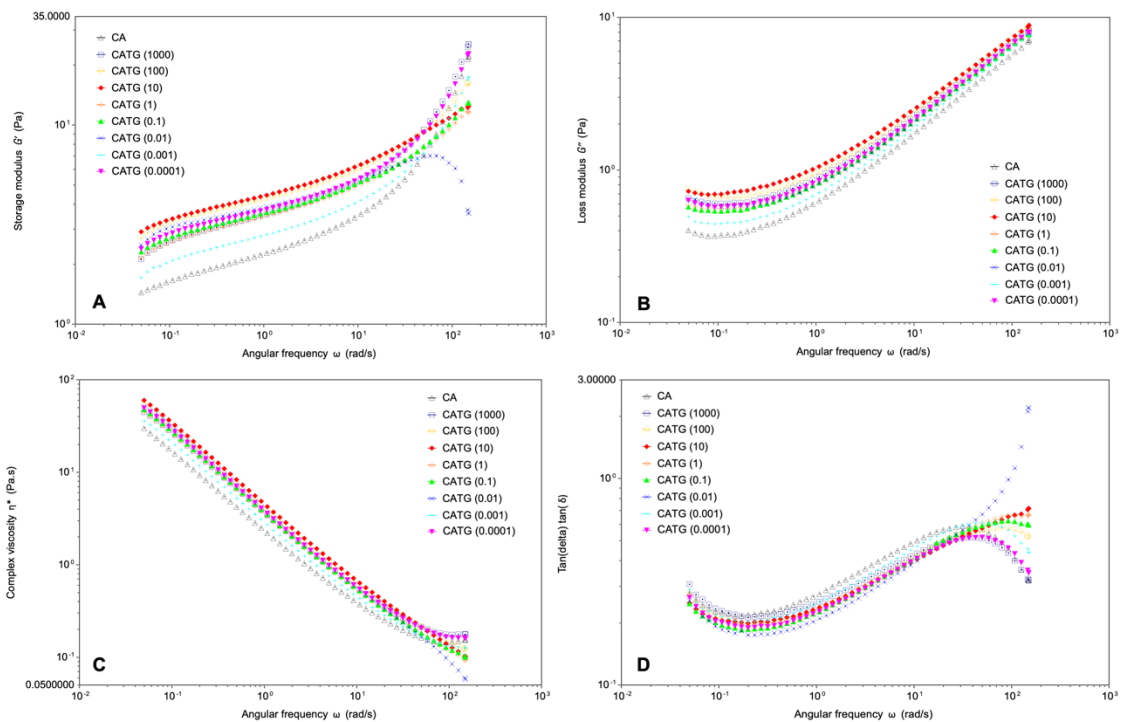 35.0000
CA
CATG (1000)
CATG (100)
CATG (10)
CATG (1)
CATG (0.1)
CATG (0.01)
CATG (0.001)
CATG (0.0001)
10¹
10⁰
Storage modulus G' (Pa)
A
10⁻² 10⁻¹ 10⁰ 10¹ 10² 10³
Angular frequency ω (rad/s)
10¹
10⁰
10⁻¹
Loss modulus G'' (Pa)
CA
CATG (1000)
CATG (100)
CATG (10)
CATG (1)
CATG (0.1)
CATG (0.01)
CATG (0.001)
CATG (0.0001)
B
10⁻² 10⁻¹ 10⁰ 10¹ 10² 10³
Angular frequency ω (rad/s)
10²
10¹
10⁰
10⁻¹
0.0500000
Complex viscosity η* (Pa.s)
CA
CATG (1000)
CATG (100)
CATG (10)
CATG (1)
CATG (0.1)
CATG (0.01)
CATG (0.001)
CATG (0.0001)
C
10⁻² 10⁻¹ 10⁰ 10¹ 10² 10³
Angular frequency ω (rad/s)
3.00000
10⁰
10⁻¹
Tan(delta) tan(δ)
CA
CATG (1000)
CATG (100)
CATG (10)
CATG (1)
CATG (0.1)
CATG (0.01)
CATG (0.001)
CATG (0.0001)
D
10⁻² 10⁻¹ 10⁰ 10¹ 10² 10³
Angular frequency ω (rad/s)